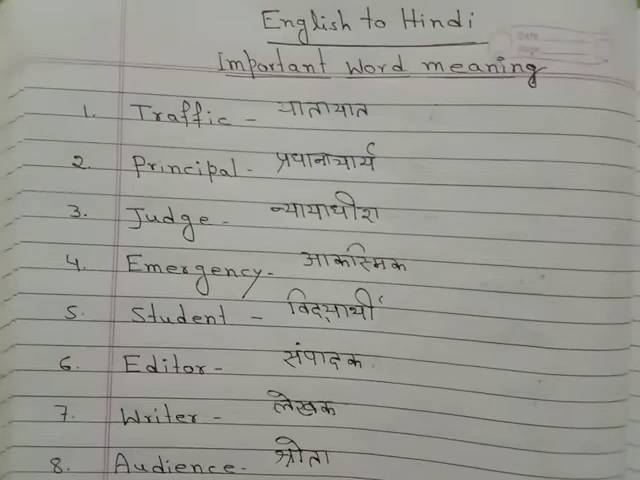 English to Hindi
Important Word meaning
1. Traffic - यातायात
2. Principal - प्रधानाचार्य
3. Judge - न्यायाधीश
4. Emergency - आकस्मिक
5. Student - विद्यार्थी
6. Editor - संपादक
7. Writer - लेखक
8. Audience - श्रोता